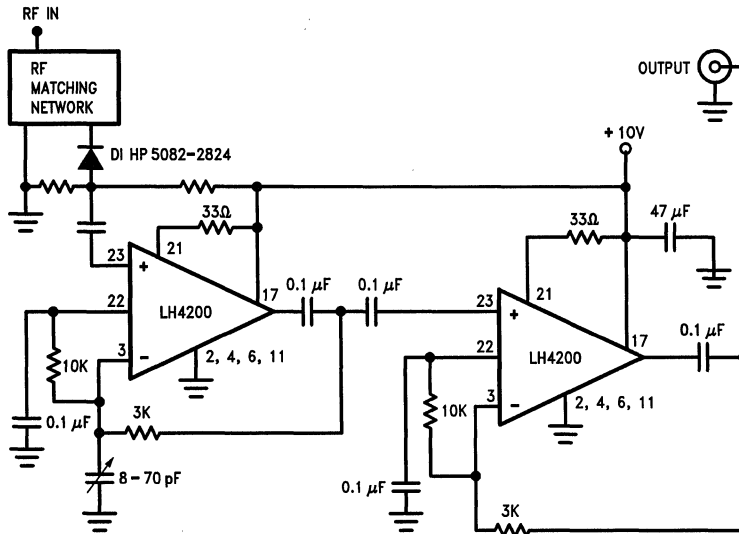 RF IN
RF
MATCHING
NETWORK
DI HP 5082-2824
OUTPUT
+ 10V
33Ω
33Ω
47 μF
23
+
21
22
LH4200
17
3
−
2, 4, 6, 11
0.1 μF
0.1 μF
10K
0.1 μF
3K
8-70 pF
23
+
21
22
LH4200
17
3
−
2, 4, 6, 11
0.1 μF
10K
0.1 μF
3K